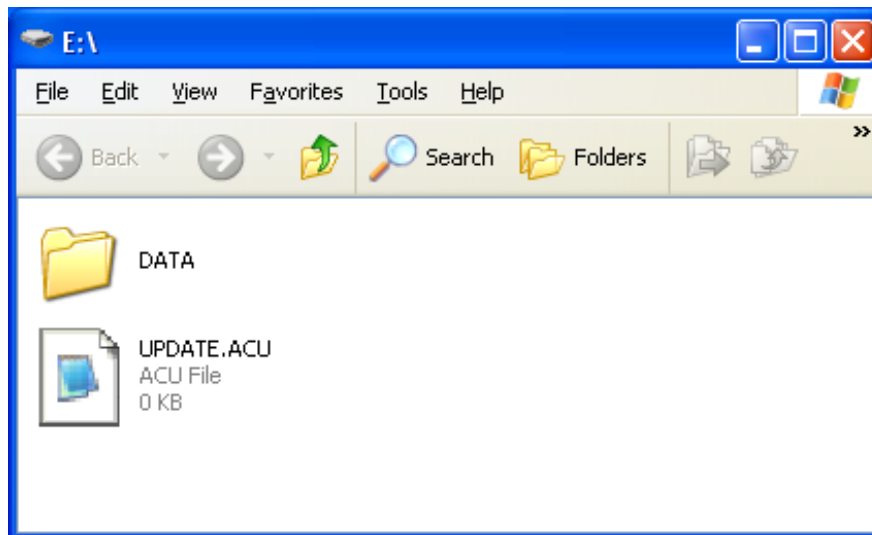 E:\
File Edit View Favorites Tools Help
Back Search Folders »
DATA
UPDATE.ACU
ACU File
0 KB